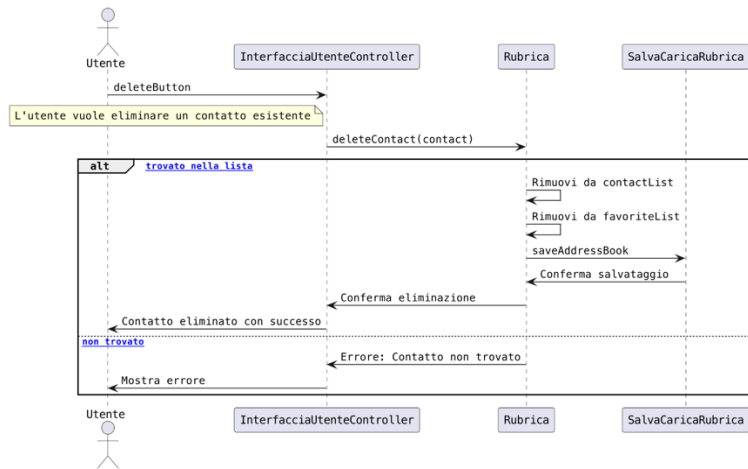 Utente
InterfacciaUtenteController
Rubrica
SalvaCaricaRubrica
deleteButton
L'utente vuole eliminare un contatto esistente
deleteContact(contact)
alt
trovato nella lista
Rimuovi da contactList
Rimuovi da favoriteList
saveAddressBook
Conferma salvataggio
Conferma eliminazione
Contatto eliminato con successo
non trovato
Errore: Contatto non trovato
Mostra errore
Utente
InterfacciaUtenteController
Rubrica
SalvaCaricaRubrica